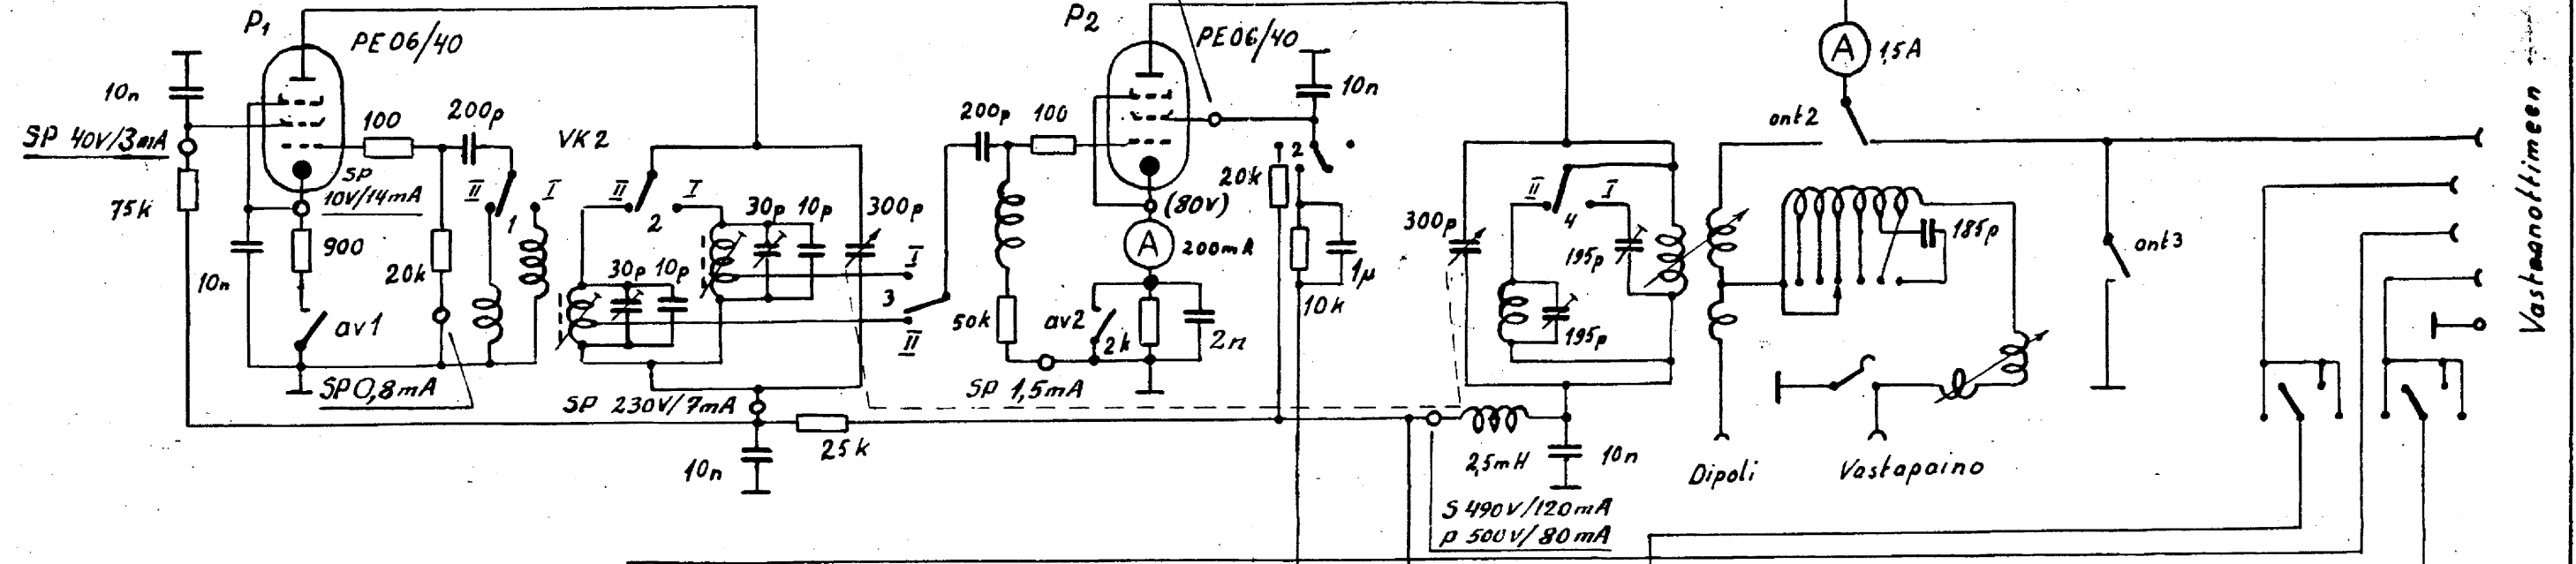 P1
PE 06/40
10n
SP 40V/3mA
75k
10n
100
200p
SP
10V/14mA
900
av1
20k
SP 0,8mA
II
I
1
VK2
II
I
2
30p
10p
30p
10p
300p
I
3
II
SP 230V/7mA
10n
25k
P2
PE06/40
10n
200p
100
(80V)
A
200mA
50k
av2
2k
2n
SP 1,5mA
2
20k
1µ
10k
300p
II
I
4
195p
195p
2,5mH
10n
S 490V/120mA
P 500V/80mA
A
1,5A
ant2
185p
ant3
Dipoli
Vastapaino
Vastaanottimeen